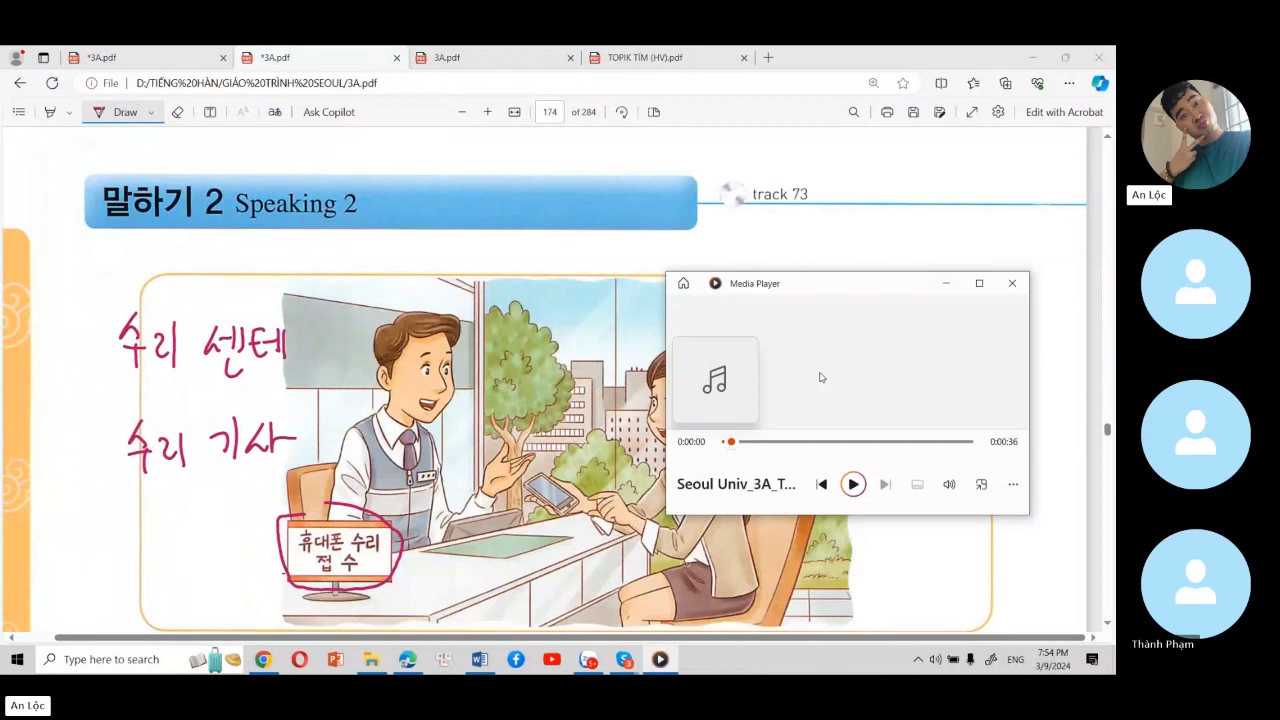 *3A.pdf
*3A.pdf
3A.pdf
TOPIK TÍM (HV).pdf
File
D:/TIẾNG%20HÀN/GIÁO%20TRÌNH%20SEOUL/3A.pdf
Draw
Ask Copilot
174 of 284
Edit with Acrobat
말하기 2 Speaking 2
track 73
수리 센테
수리 기사
휴대폰 수리
접 수
Media Player
0:00:00
0:00:36
Seoul Univ_3A_T...
An Lộc
Thành Phạm
Type here to search
5+
ENG
7:54 PM
3/9/2024
An Lộc